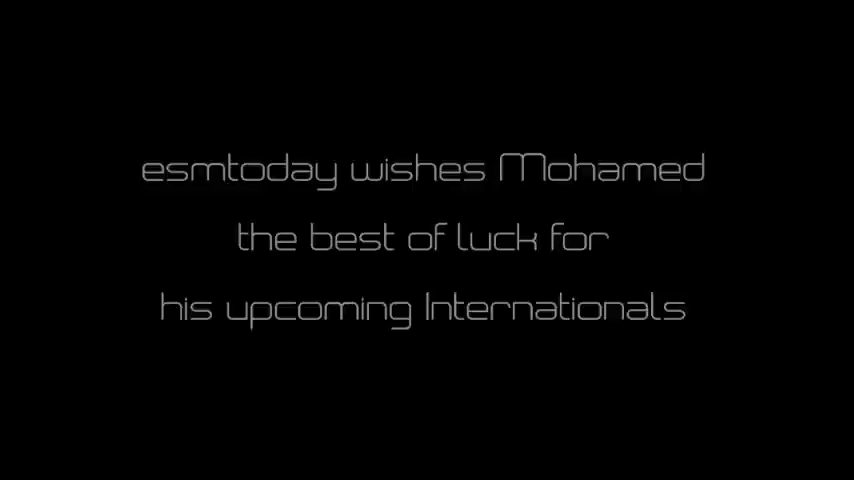 esmtoday wishes Mohamed
the best of luck for
his upcoming Internationals